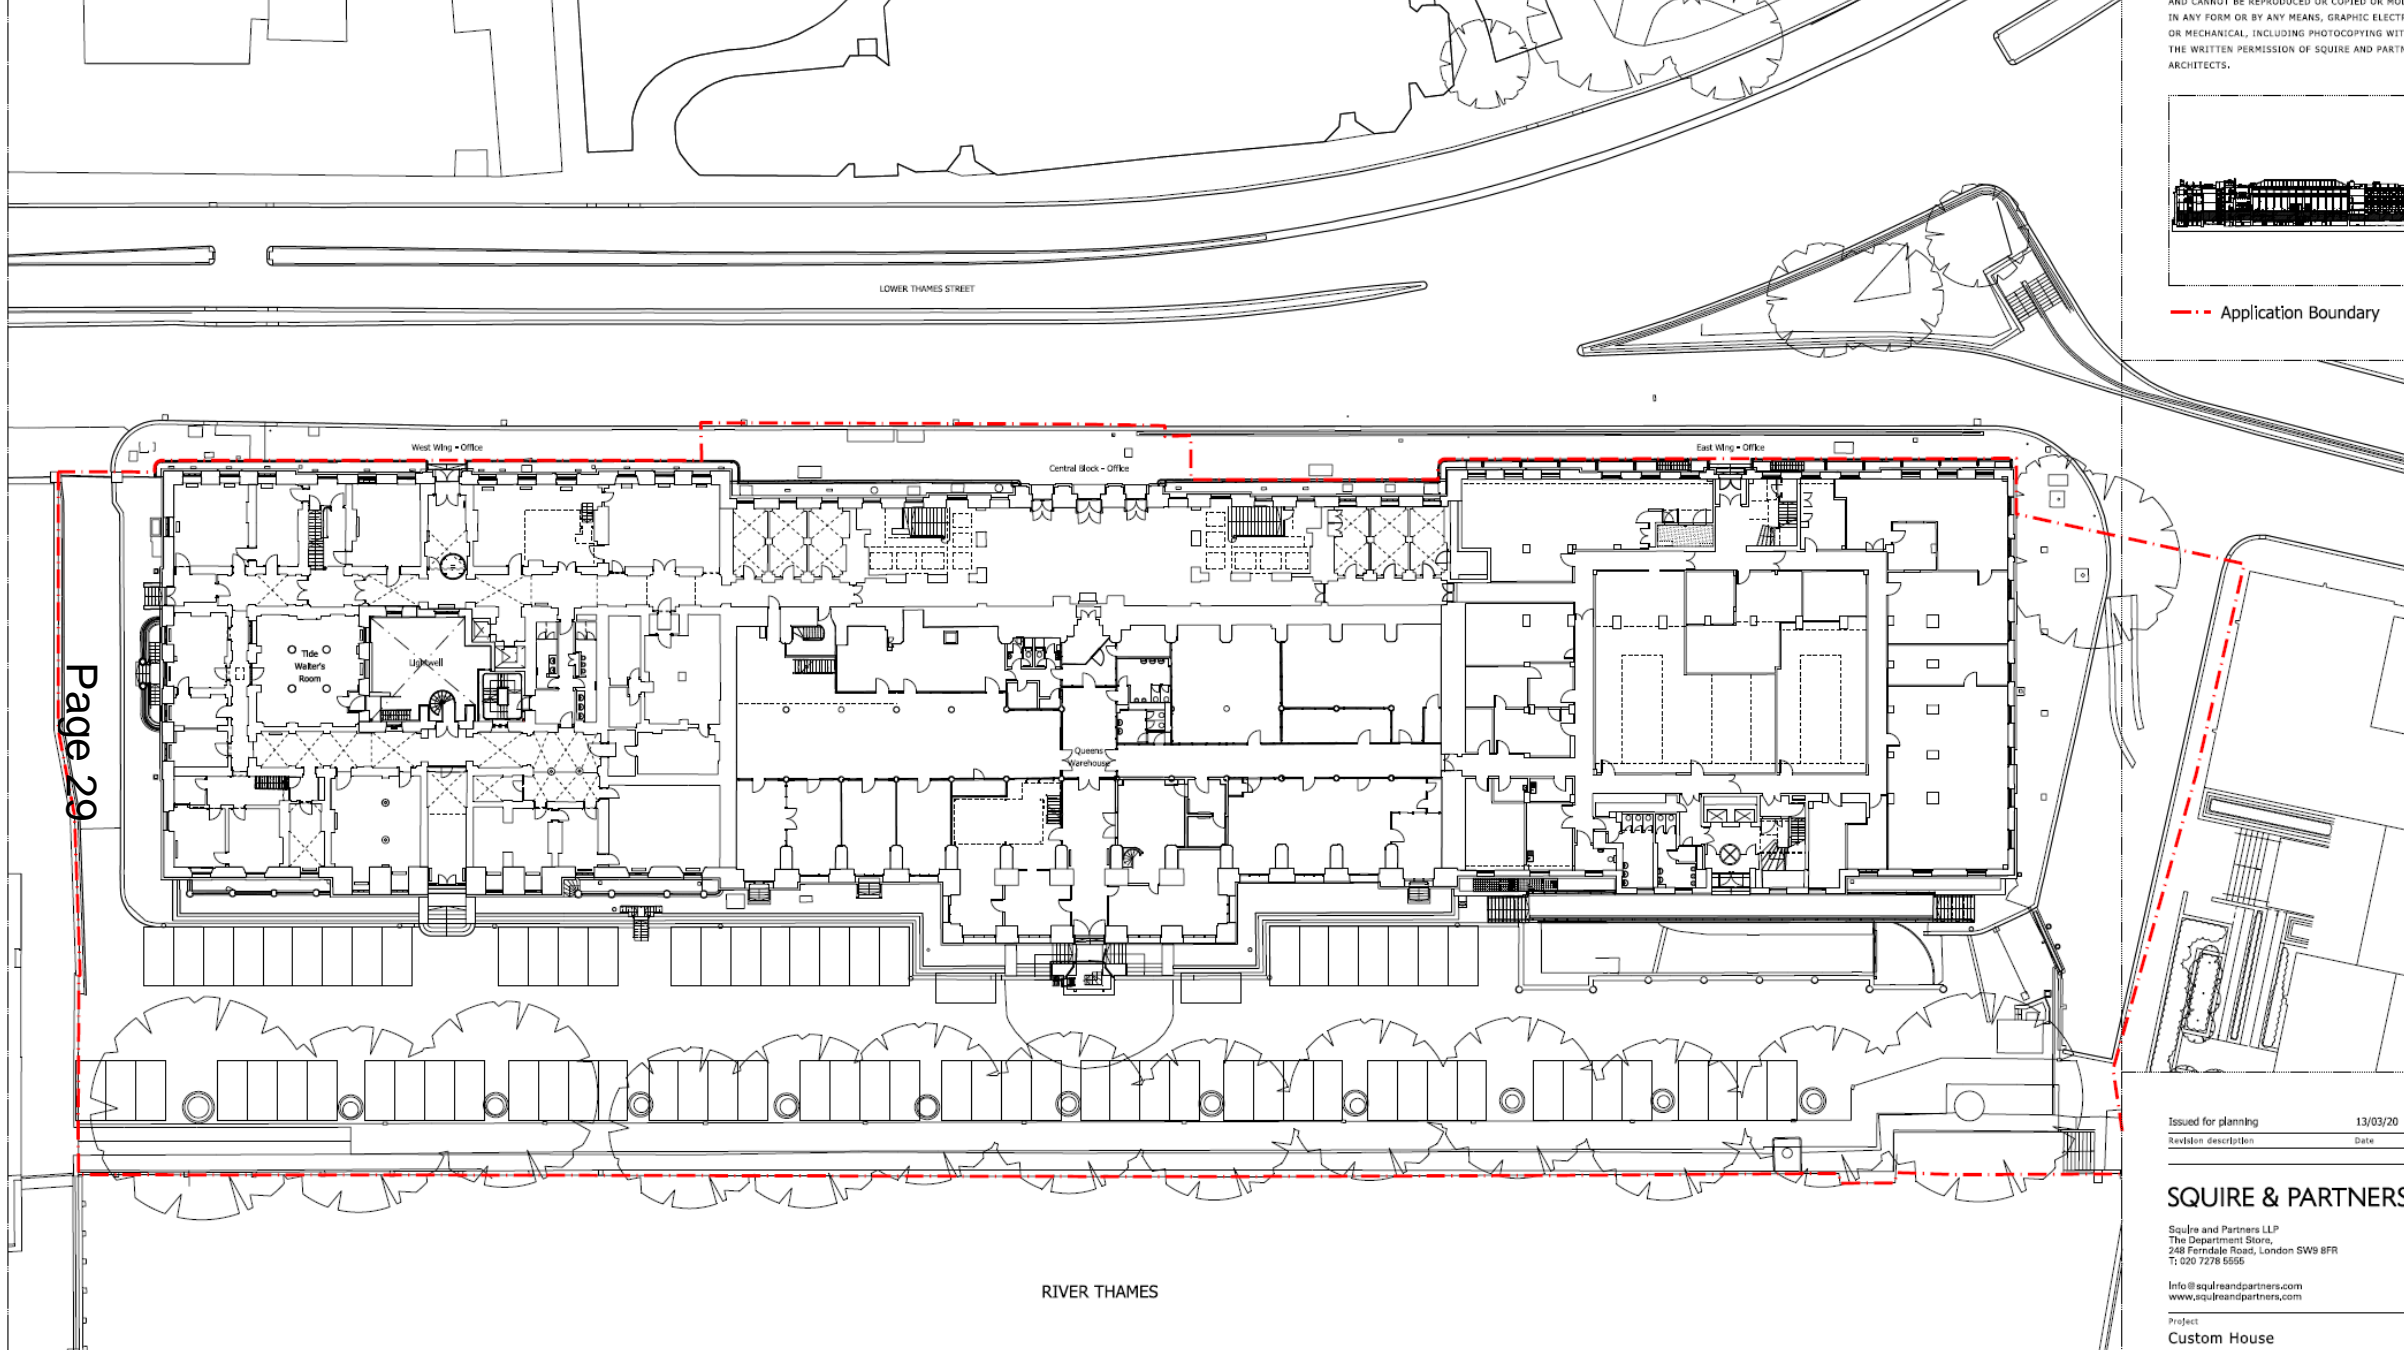 AND CANNOT BE REPRODUCED OR COPIED OR
IN ANY FORM OR BY ANY MEANS, GRAPHIC
OR MECHANICAL, INCLUDING PHOTOCOPYING
THE WRITTEN PERMISSION OF SQUIRE AND
ARCHITECTS.
Application Boundary
LOWER THAMES STREET
West Wing - Office
Central Block - Office
East Wing - Office
Tide
Waiter's
Room
Lightwell
Queens
Warehouse
Page 29
RIVER THAMES
Issued for planning 13/03/20
Revision description Date
SQUIRE & PARTNERS
Squire and Partners LLP
The Department Store,
248 Ferndale Road, London SW9 8FR
T: 020 7278 5555
info@squireandpartners.com
www.squireandpartners.com
Project
Custom House